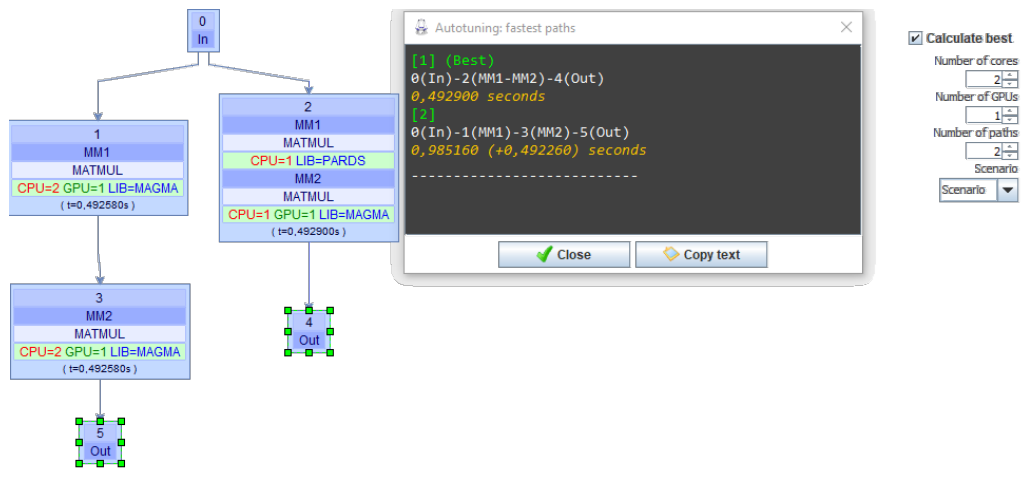 0
In
1
MM1
MATMUL
CPU=2 GPU=1 LIB=MAGMA
( t=0,492580s )
2
MM1
MATMUL
CPU=1 LIB=PARDS
MM2
MATMUL
CPU=1 GPU=1 LIB=MAGMA
( t=0,492900s )
3
MM2
MATMUL
CPU=2 GPU=1 LIB=MAGMA
( t=0,492580s )
4
Out
5
Out
Autotuning: fastest paths
[1] (Best)
0(In)-2(MM1-MM2)-4(Out)
0,492900 seconds
[2]
0(In)-1(MM1)-3(MM2)-5(Out)
0,985160 (+0,492260) seconds
---------------------------
Close
Copy text
Calculate best
Number of cores
2
Number of GPUs
1
Number of paths
2
Scenario
Scenario